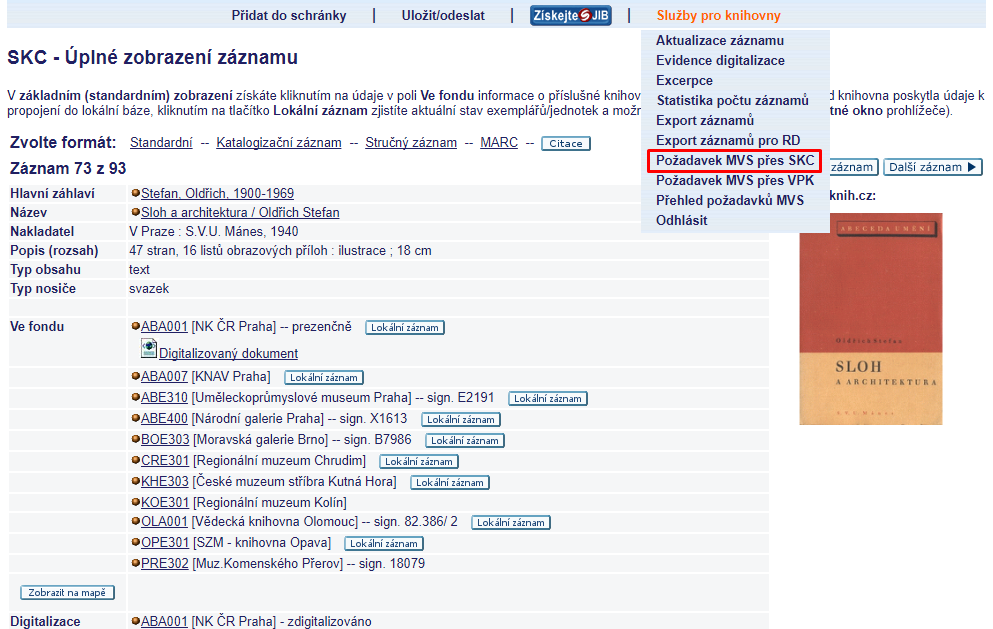 Přidat do schránky | Uložit/odeslat | Získejte JIB | Služby pro knihovny
Aktualizace záznamu
Evidence digitalizace
Excerpce
Statistika počtu záznamů
Export záznamů
Export záznamů pro RD
Požadavek MVS přes SKC
Požadavek MVS přes VPK
Přehled požadavků MVS
Odhlásit
SKC - Úplné zobrazení záznamu
V základním (standardním) zobrazení získáte kliknutím na údaje v poli Ve fondu informace o příslušné knihov d knihovna poskytla údaje k
propojení do lokální báze, kliknutím na tlačítko Lokální záznam zjistíte aktuální stav exemplářů/jednotek a možr tné okno prohlížeče).
Zvolte formát: Standardní -- Katalogizační záznam -- Stručný záznam -- MARC -- Citace
Záznam 73 z 93
záznam Další záznam
Hlavní záhlaví Stefan, Oldřich, 1900-1969
Název Sloh a architektura / Oldřich Stefan
Nakladatel V Praze : S.V.U. Mánes, 1940
Popis (rozsah) 47 stran, 16 listů obrazových příloh : ilustrace ; 18 cm
Typ obsahu text
Typ nosiče svazek
Ve fondu ABA001 [NK ČR Praha] -- prezenčně Lokální záznam
Digitalizovaný dokument
ABA007 [KNAV Praha] Lokální záznam
ABE310 [Uměleckoprůmyslové museum Praha] -- sign. E2191 Lokální záznam
ABE400 [Národní galerie Praha] -- sign. X1613 Lokální záznam
BOE303 [Moravská galerie Brno] -- sign. B7986 Lokální záznam
CRE301 [Regionální muzeum Chrudim] Lokální záznam
KHE303 [České muzeum stříbra Kutná Hora] Lokální záznam
KOE301 [Regionální muzeum Kolín]
OLA001 [Vědecká knihovna Olomouc] -- sign. 82.386/ 2 Lokální záznam
OPE301 [SZM - knihovna Opava] Lokální záznam
PRE302 [Muz.Komenského Přerov] -- sign. 18079
Zobrazit na mapě
Digitalizace ABA001 [NK ČR Praha] - zdigitalizováno
knih.cz:
ABECEDA UMĚNÍ
Oldřich Stefan
SLOH
A ARCHITEKTURA
S.V.U. Mánes